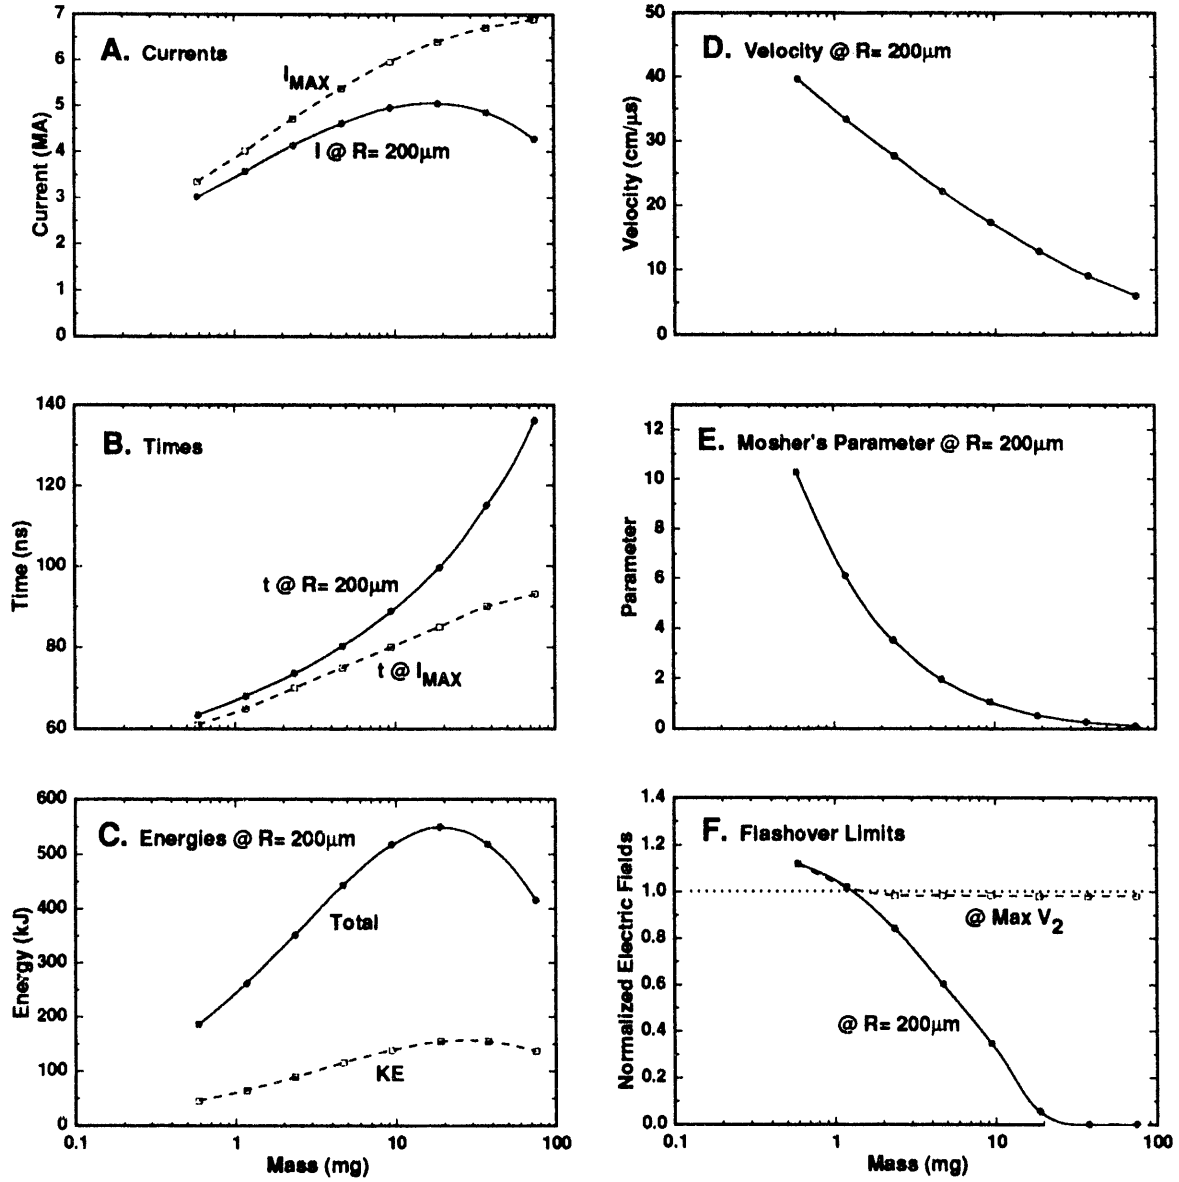 A. Currents
I_MAX
I @ R= 200μm
Current (MA)
7
6
5
4
3
2
1
0
D. Velocity @ R= 200μm
Velocity (cm/μs)
50
40
30
20
10
0
B. Times
t @ R= 200μm
t @ I_MAX
Time (ns)
140
120
100
80
60
E. Mosher's Parameter @ R= 200μm
Parameter
12
10
8
6
4
2
0
C. Energies @ R= 200μm
Total
KE
Energy (kJ)
600
500
400
300
200
100
0
0.1 1 10 100
Mass (mg)
F. Flashover Limits
@ Max V_2
@ R= 200μm
Normalized Electric Fields
1.4
1.2
1.0
0.8
0.6
0.4
0.2
0.0
0.1 1 10 100
Mass (mg)